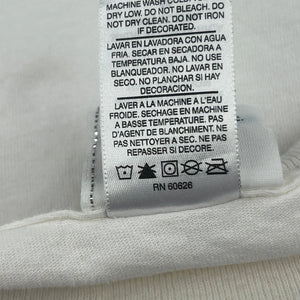 MACHINE WASH COLD
DRY LOW. DO NOT BLEACH. DO
NOT DRY CLEAN. DO NOT IRON
IF DECORATED.
LAVAR EN LAVADORA CON AGUA
FRIA. SECAR EN SECADORA A
TEMPERATURA BAJA. NO USE
BLANQUEADOR. NO LAVAR EN
SECO. NO PLANCHAR SI HAY
DECORACION
LAVER A LA MACHINE A L'EAU
FROIDE. SECHAGE EN MACHINE
A BASSE TEMPERATURE. PAS
D'AGENT DE BLANCHIMENT. NE
PAS NETTOYER A SEC. NE PAS
REPASSER SI DECORE
RN 60626